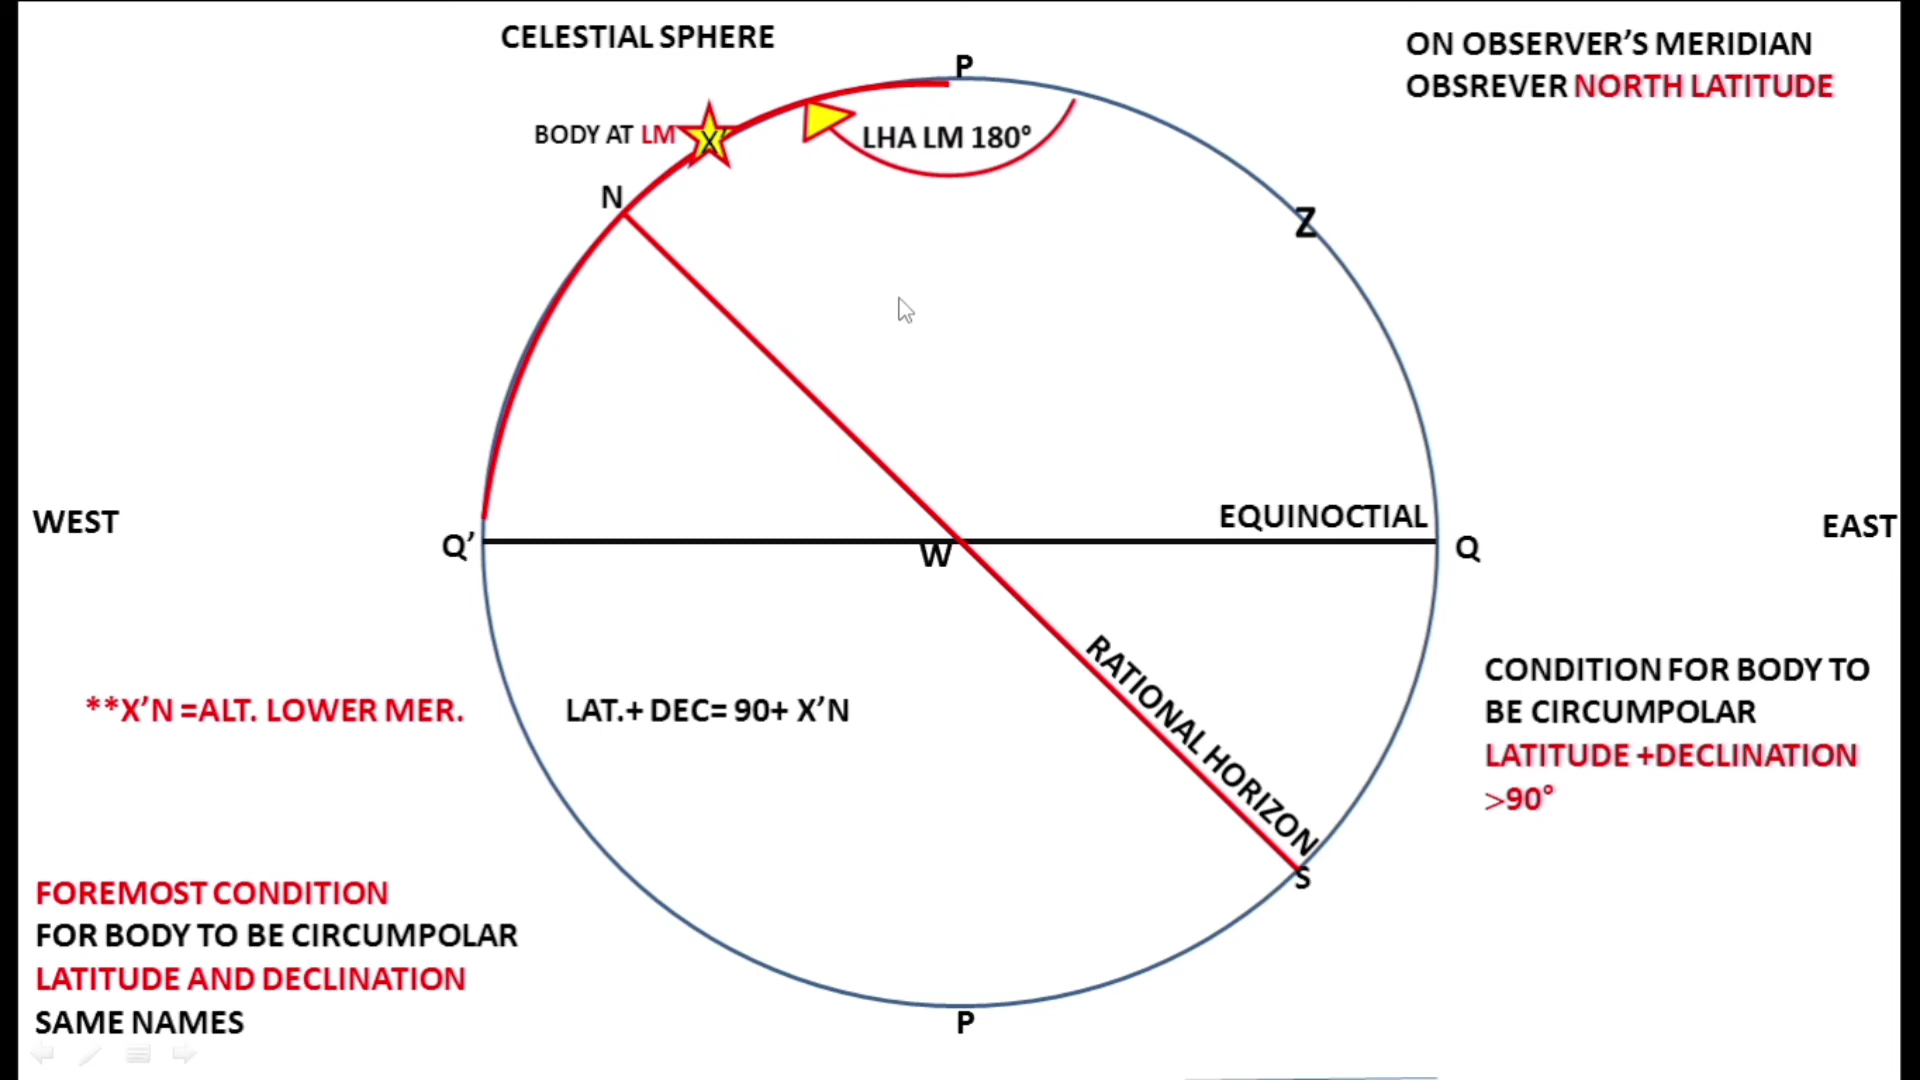 CELESTIAL SPHERE
ON OBSERVER’S MERIDIAN
OBSREVER NORTH LATITUDE
P
BODY AT LM
X’
LHA LM 180°
N
Z
WEST
EQUINOCTIAL
EAST
Q’
W
Q
RATIONAL HORIZON
S
**X’N =ALT. LOWER MER.
LAT.+ DEC= 90+ X’N
CONDITION FOR BODY TO
BE CIRCUMPOLAR
LATITUDE +DECLINATION
>90°
FOREMOST CONDITION
FOR BODY TO BE CIRCUMPOLAR
LATITUDE AND DECLINATION
SAME NAMES
P